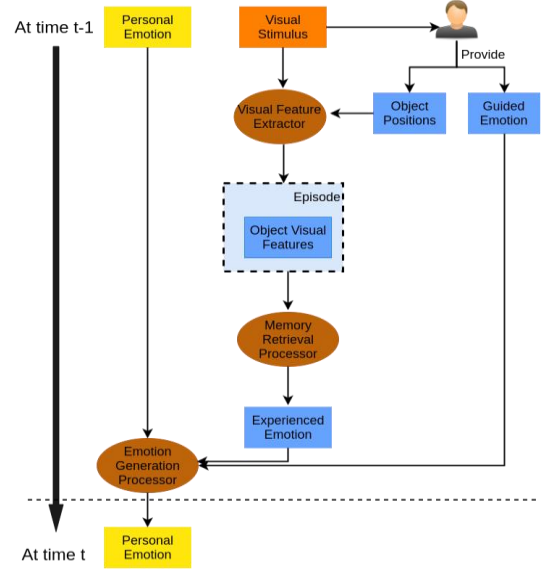 At time t-1
Personal
Emotion
Visual
Stimulus
Provide
Visual Feature
Extractor
Object
Positions
Guided
Emotion
Episode
Object Visual
Features
Memory
Retrieval
Processor
Experienced
Emotion
Emotion
Generation
Processor
At time t
Personal
Emotion